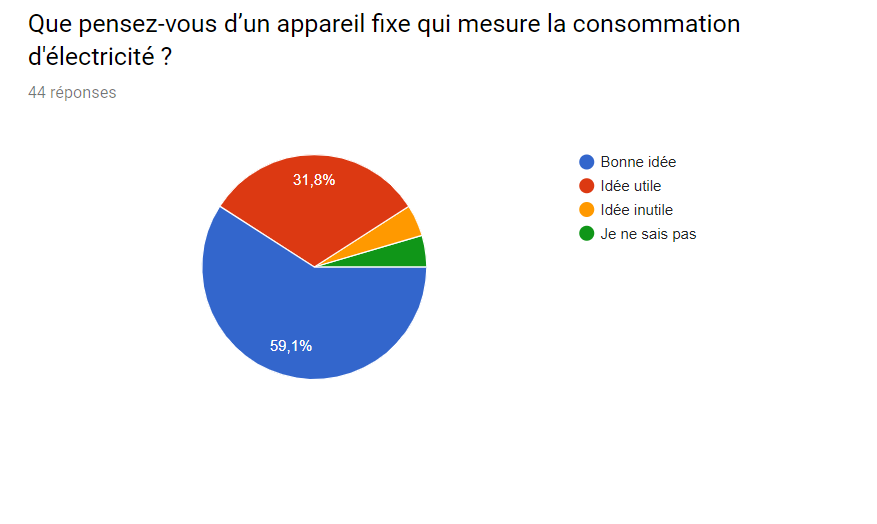 Que pensez-vous d’un appareil fixe qui mesure la consommation
d'électricité ?
44 réponses
31,8%
59,1%
Bonne idée
Idée utile
Idée inutile
Je ne sais pas